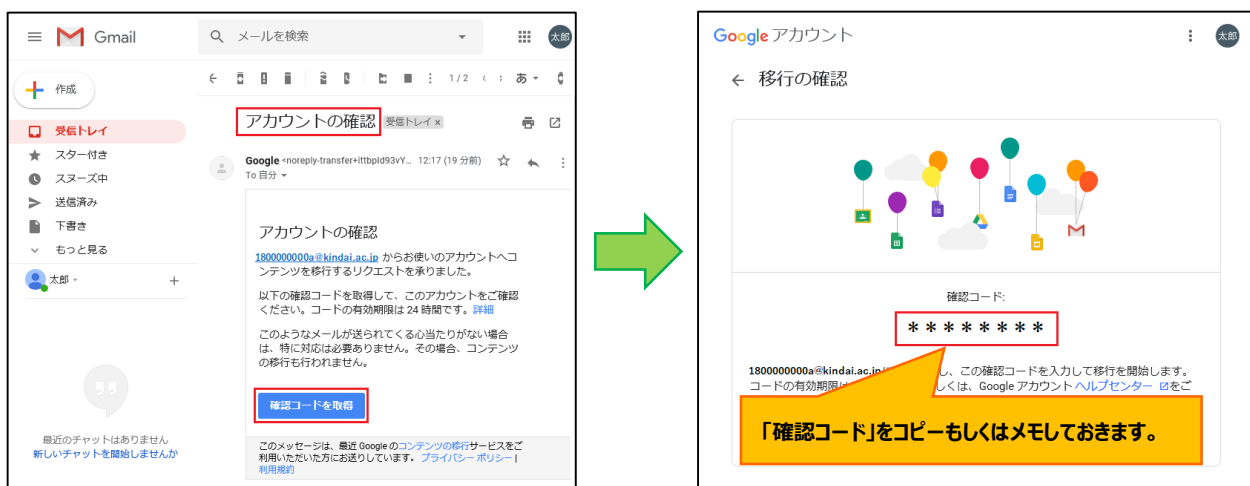 Gmail
メールを検索
太郎
作成
1/2
あ
アカウントの確認 受信トレイ ×
受信トレイ
スター付き
スヌーズ中
送信済み
下書き
もっと見る
太郎
最近のチャットはありません
新しいチャットを開始しませんか
Google <noreply-transfer+ittbpld93vY... 12:17 (19 分前)
To 自分
アカウントの確認
1800000000a@kindai.ac.jp からお使いのアカウントへコ
ンテンツを移行するリクエストを承りました。
以下の確認コードを取得して、このアカウントをご確認
ください。コードの有効期限は 24 時間です。詳細
このようなメールが送られてくる心当たりがない場合
は、特に対応は必要ありません。その場合、コンテンツ
の移行も行われません。
確認コードを取得
このメッセージは、最近 Google のコンテンツの移行サービスをご
利用いただいた方にお送りしています。 プライバシー ポリシー |
利用規約
Google アカウント
太郎
移行の確認
確認コード:
********
1800000000a@kindai.ac.jp し、この確認コードを入力して移行を開始します。
コードの有効期限は しくは、Google アカウント ヘルプセンター をご
「確認コード」をコピーもしくはメモしておきます。